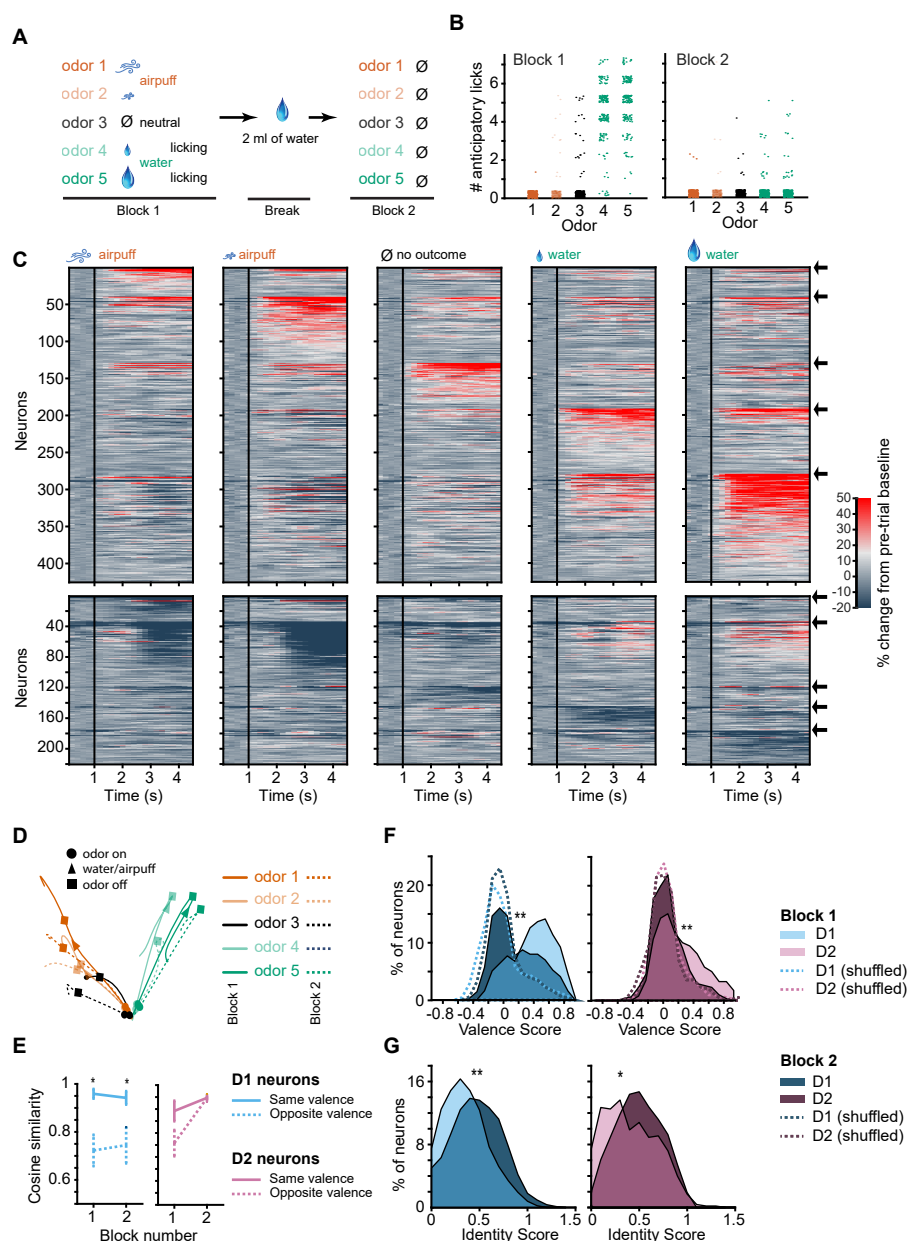 A
odor 1
odor 2
odor 3
odor 4
odor 5
airpuff
Ø neutral
licking
water
licking
Block 1
2 ml of water
Break
odor 1 Ø
odor 2 Ø
odor 3 Ø
odor 4 Ø
odor 5 Ø
Block 2
B
Block 1
Block 2
# anticipatory licks
6
4
2
0
1 2 3 4 5
Odor
1 2 3 4 5
Odor
C
airpuff
airpuff
Ø no outcome
water
water
Neurons
50
100
150
200
250
300
350
400
Neurons
40
80
120
160
200
1 2 3 4
Time (s)
1 2 3 4
Time (s)
1 2 3 4
Time (s)
1 2 3 4
Time (s)
1 2 3 4
Time (s)
50
40
30
20
10
0
-10
-20
% change from pre-trial baseline
D
odor on
water/airpuff
odor off
odor 1
odor 2
odor 3
odor 4
odor 5
Block 1
Block 2
E
Cosine similarity
1
0.8
0.6
1 2
1 2
Block number
D1 neurons
Same valence
Opposite valence
D2 neurons
Same valence
Opposite valence
* *
F
% of neurons
20
10
0
**
**
-0.8 -0.4 0 0.4 0.8
Valence Score
-0.8 -0.4 0 0.4 0.8
Valence Score
Block 1
D1
D2
D1 (shuffled)
D2 (shuffled)
G
% of neurons
16
12
8
4
0
**
*
0 0.5 1 1.5
Identity Score
0 0.5 1 1.5
Identity Score
Block 2
D1
D2
D1 (shuffled)
D2 (shuffled)